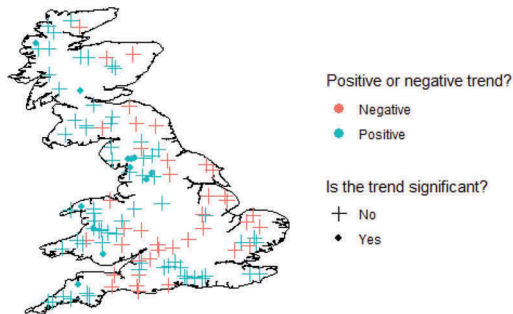 Positive or negative trend?
Negative
Positive
Is the trend significant?
No
Yes